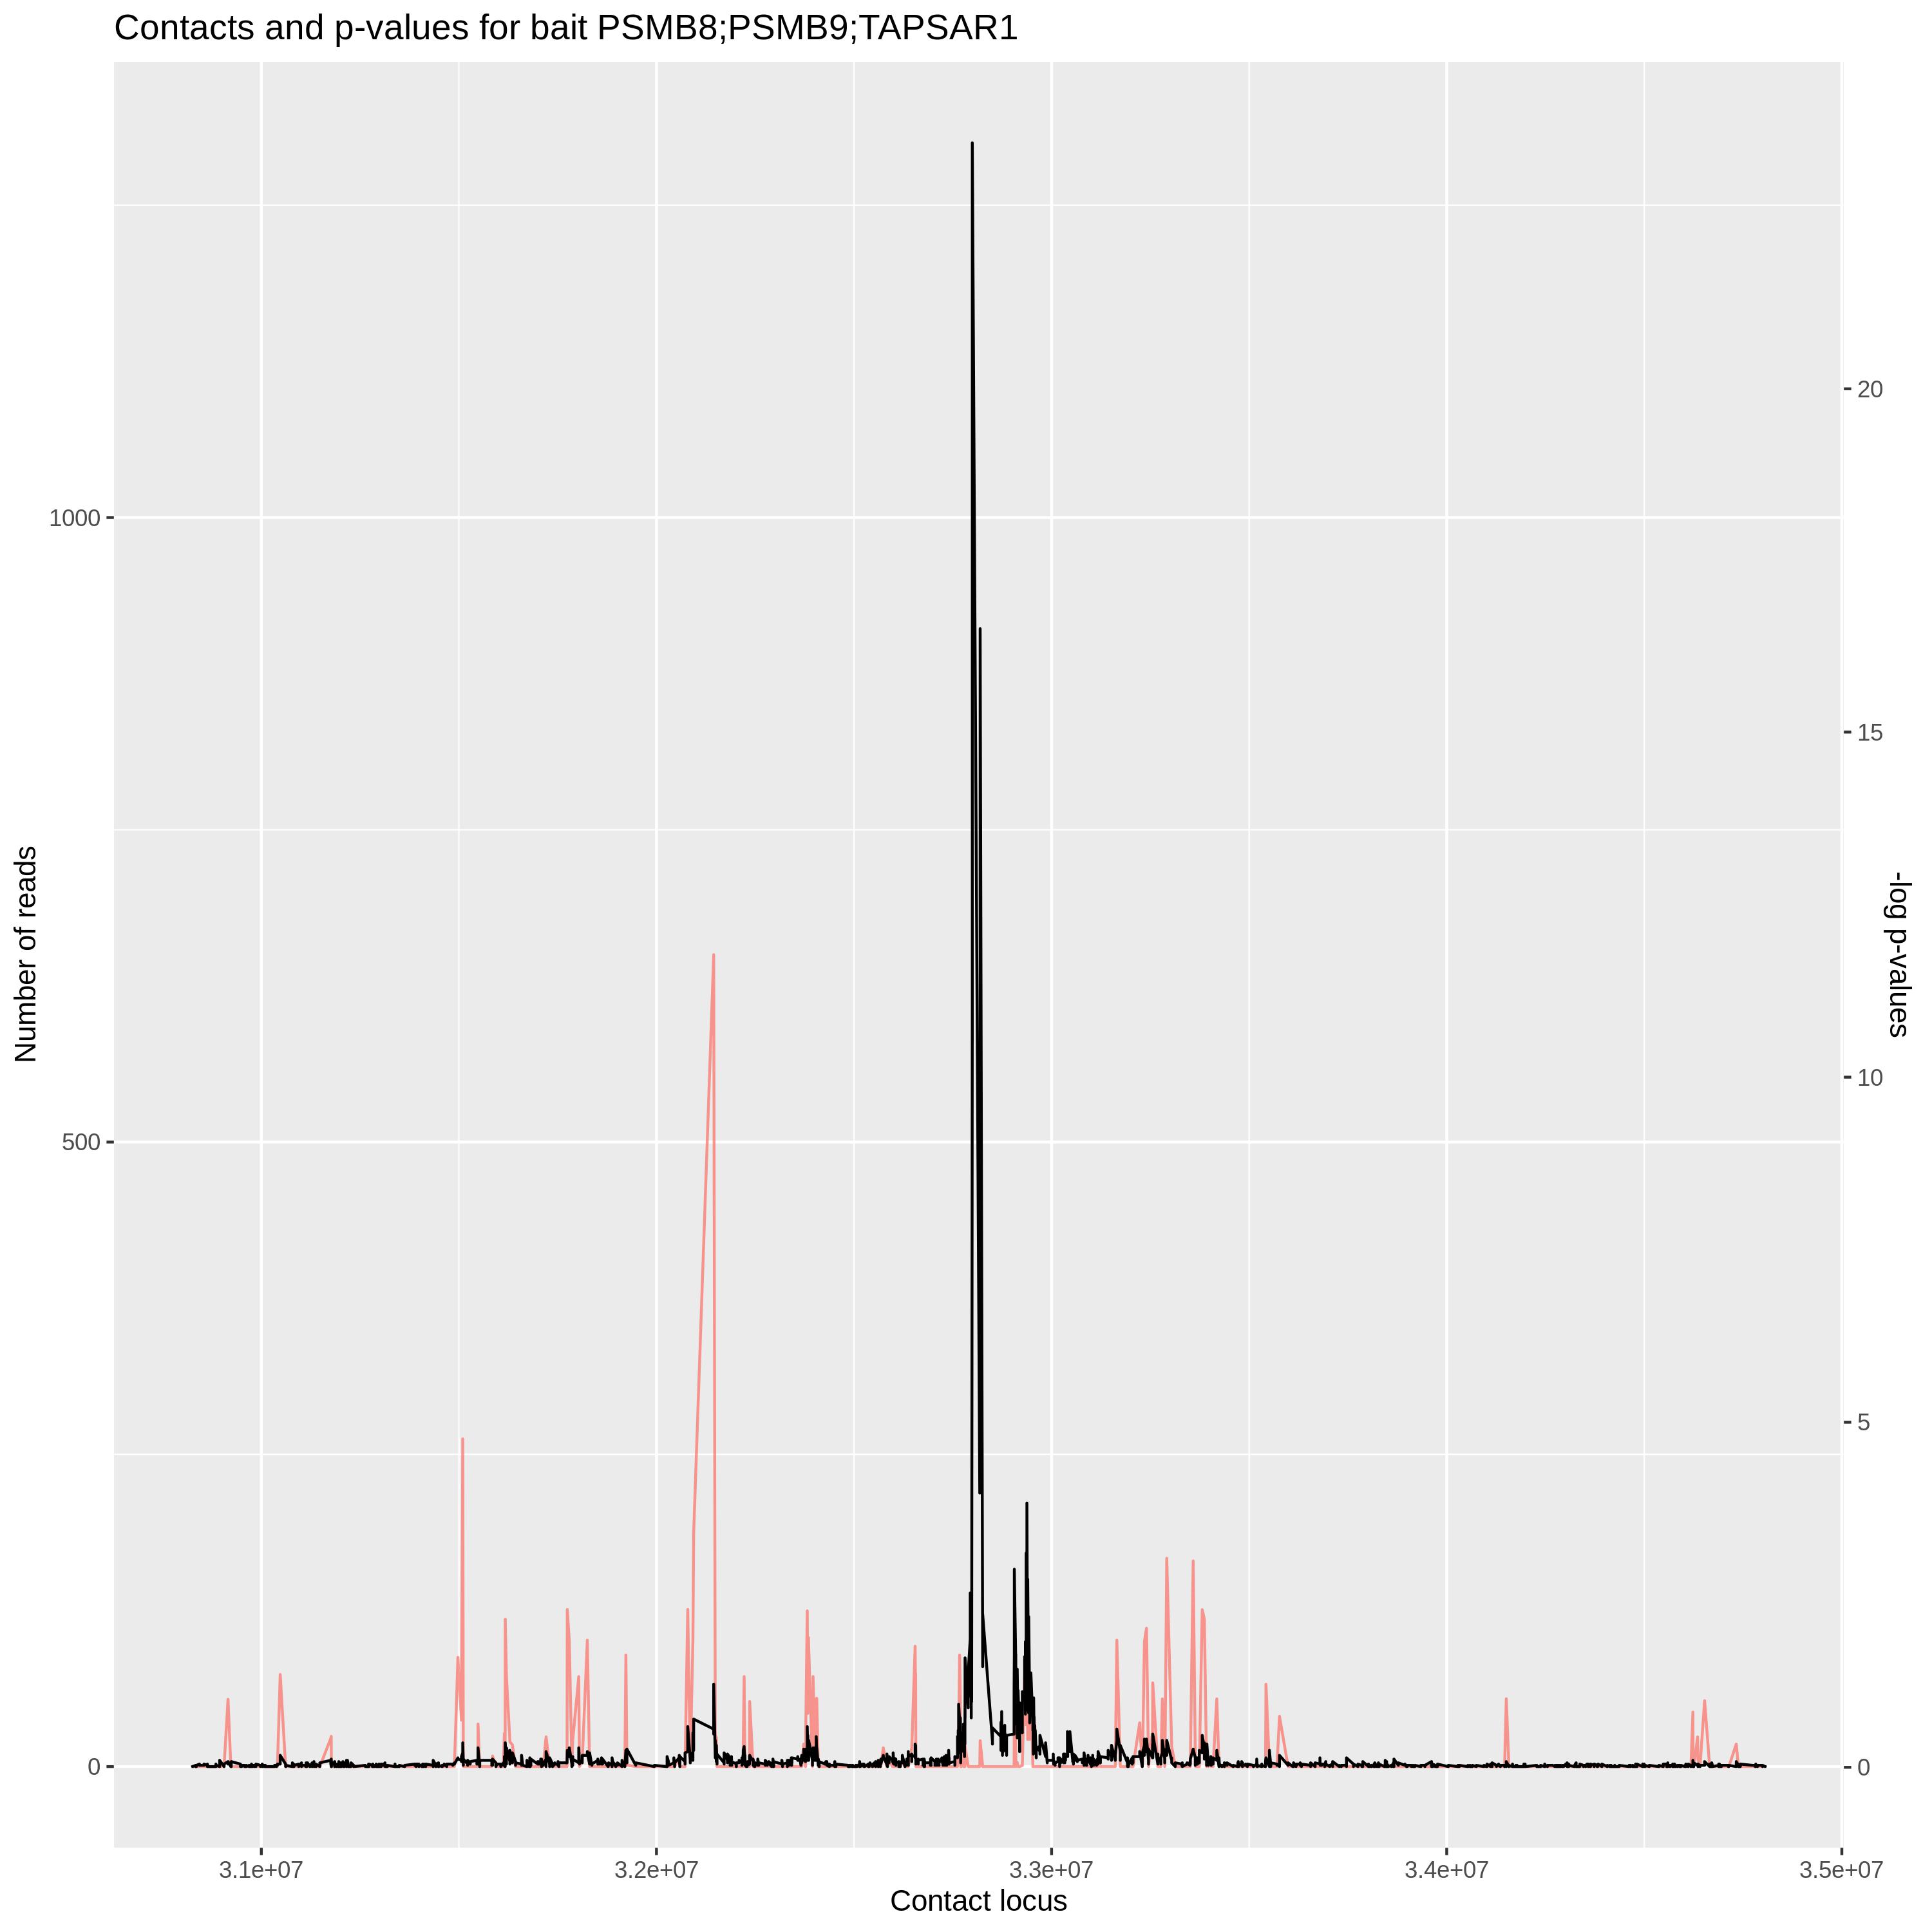 Contacts and p-values for bait PSMB8;PSMB9;TAPSAR1
Number of reads
1000
500
0
20
15
10
5
0
-log p-values
3.1e+07 3.2e+07 3.3e+07 3.4e+07 3.5e+07
Contact locus